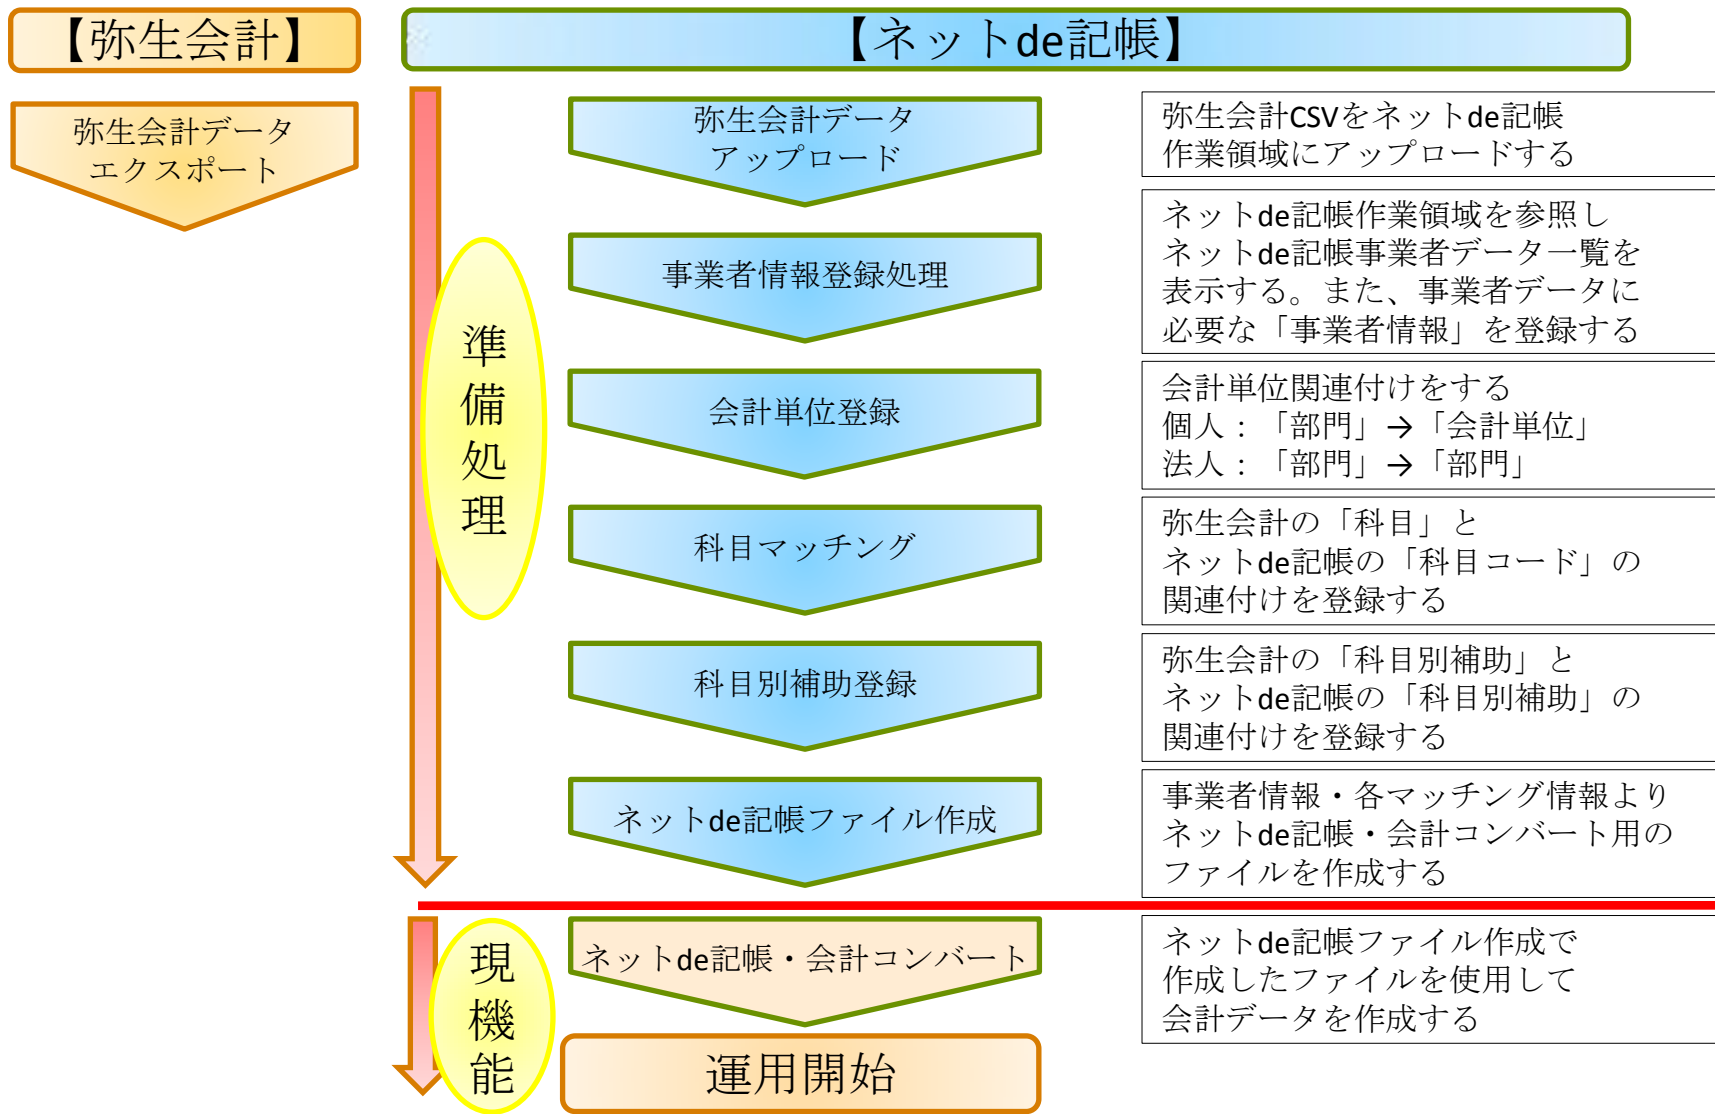 【弥生会計】
【ネットde記帳】
弥生会計データ
エクスポート
準備処理
弥生会計データ
アップロード
弥生会計CSVをネットde記帳
作業領域にアップロードする
事業者情報登録処理
ネットde記帳作業領域を参照し
ネットde記帳事業者データ一覧を
表示する。また、事業者データに
必要な「事業者情報」を登録する
会計単位登録
会計単位関連付けをする
個人：「部門」→「会計単位」
法人：「部門」→「部門」
科目マッチング
弥生会計の「科目」と
ネットde記帳の「科目コード」の
関連付けを登録する
科目別補助登録
弥生会計の「科目別補助」と
ネットde記帳の「科目別補助」の
関連付けを登録する
ネットde記帳ファイル作成
事業者情報・各マッチング情報より
ネットde記帳・会計コンバート用の
ファイルを作成する
現機能
ネットde記帳・会計コンバート
ネットde記帳ファイル作成で
作成したファイルを使用して
会計データを作成する
運用開始